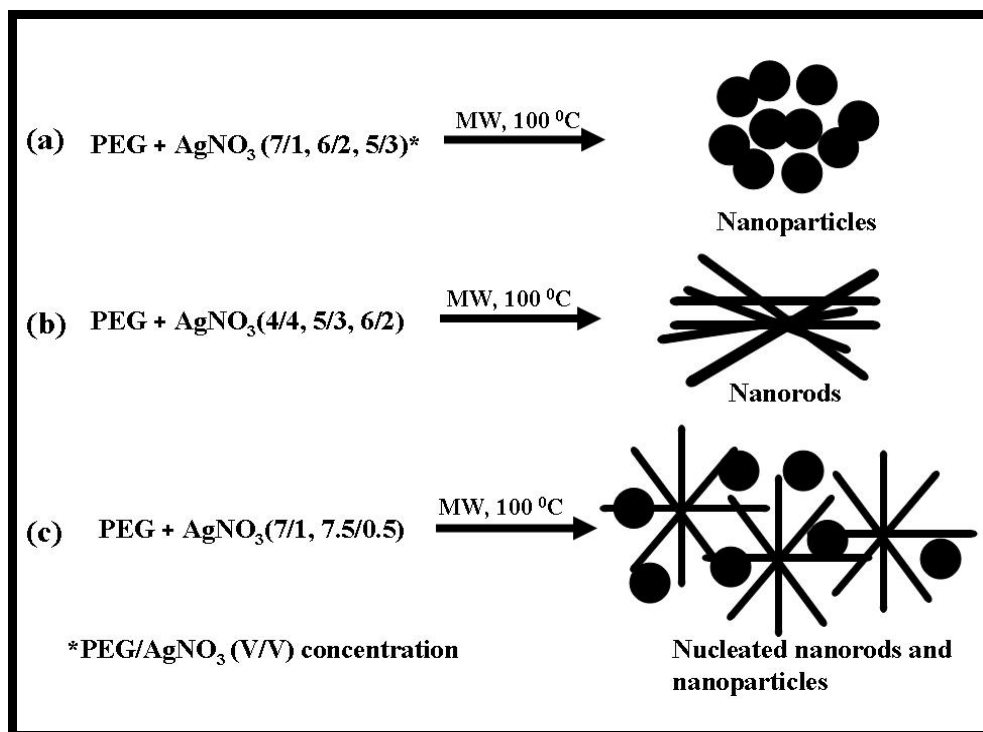 MW, 100 ⁰C
(a) PEG + AgNO₃ (7/1, 6/2, 5/3)*
Nanoparticles
MW, 100 ⁰C
(b) PEG + AgNO₃(4/4, 5/3, 6/2)
Nanorods
MW, 100 ⁰C
(c) PEG + AgNO₃(7/1, 7.5/0.5)
*PEG/AgNO₃ (V/V) concentration
Nucleated nanorods and
nanoparticles